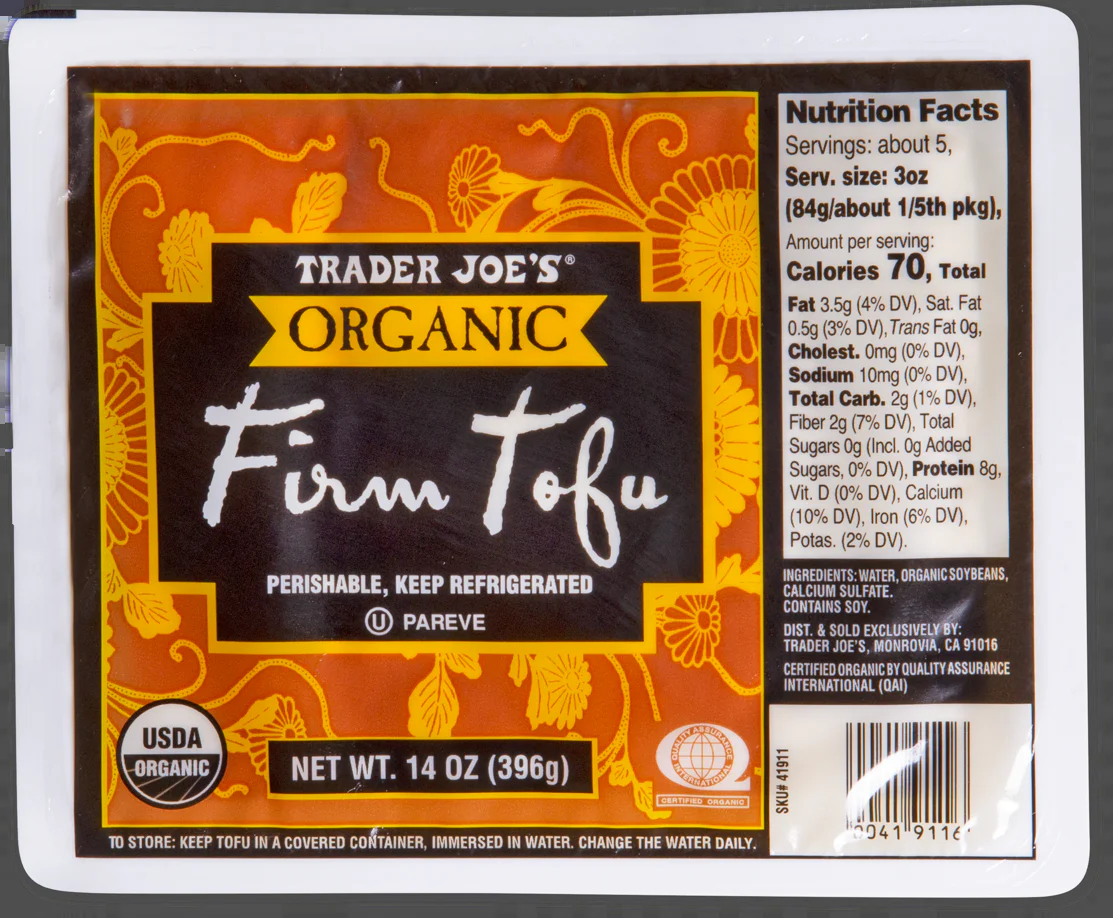 TRADER JOE'S®
ORGANIC
Firm Tofu
PERISHABLE, KEEP REFRIGERATED
U PAREVE
USDA
ORGANIC
NET WT. 14 OZ (396g)
QUALITY ASSURANCE
INTERNATIONAL
CERTIFIED ORGANIC
TO STORE: KEEP TOFU IN A COVERED CONTAINER, IMMERSED IN WATER. CHANGE THE WATER DAILY.
Nutrition Facts
Servings: about 5,
Serv. size: 3oz
(84g/about 1/5th pkg),
Amount per serving:
Calories 70, Total
Fat 3.5g (4% DV), Sat. Fat
0.5g (3% DV), Trans Fat 0g,
Cholest. 0mg (0% DV),
Sodium 10mg (0% DV),
Total Carb. 2g (1% DV),
Fiber 2g (7% DV), Total
Sugars 0g (Incl. 0g Added
Sugars, 0% DV), Protein 8g,
Vit. D (0% DV), Calcium
(10% DV), Iron (6% DV),
Potas. (2% DV).
INGREDIENTS: WATER, ORGANIC SOYBEANS,
CALCIUM SULFATE.
CONTAINS SOY.
DIST. & SOLD EXCLUSIVELY BY:
TRADER JOE'S, MONROVIA, CA 91016
CERTIFIED ORGANIC BY QUALITY ASSURANCE
INTERNATIONAL (QAI)
SKU# 41911
0041 9116